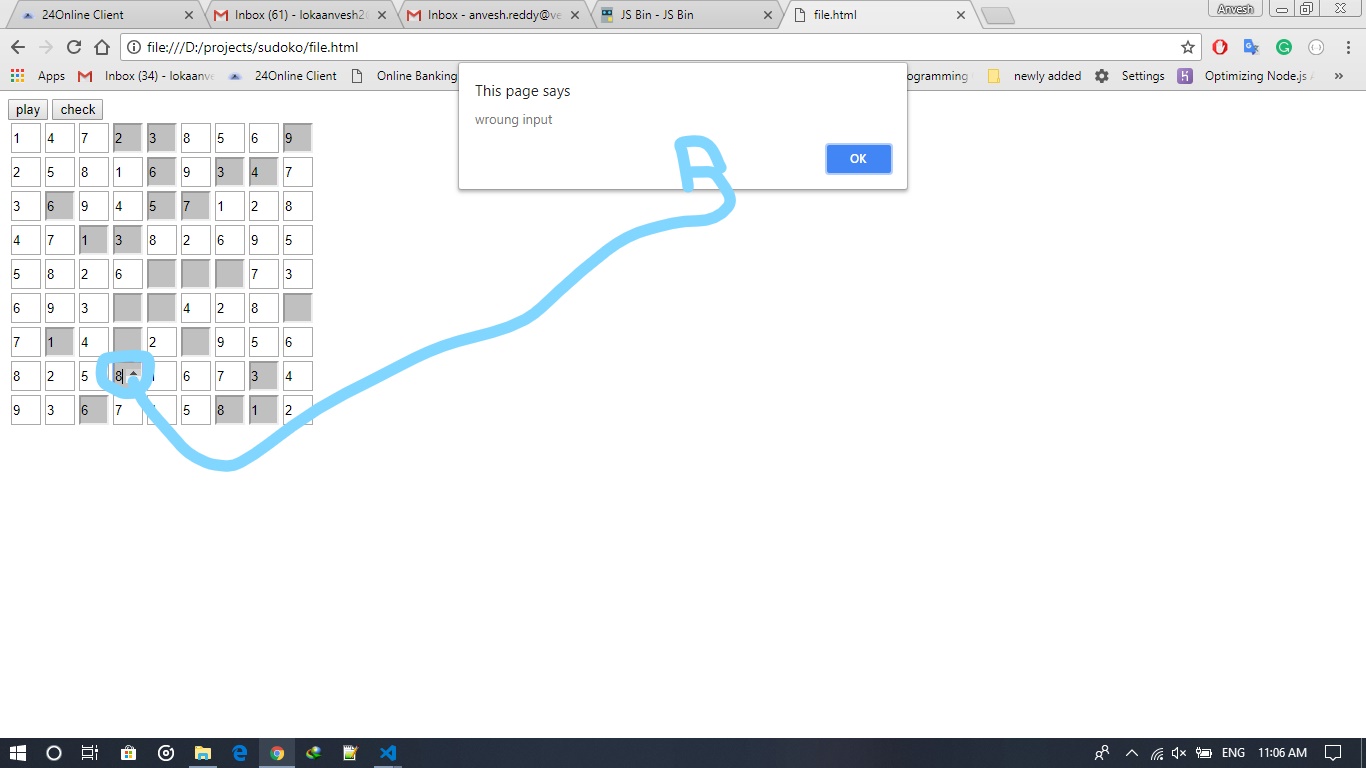 24Online Client
Inbox (61) - lokaanvesh2
Inbox - anvesh.reddy@ve
JS Bin - JS Bin
file.html
Anvesh
file:///D:/projects/sudoko/file.html
Apps
Inbox (34) - lokaanv
24Online Client
Online Banking
rogramming
newly added
Settings
Optimizing Node.js
»
This page says
wroung input
OK
play check
1 4 7 2 3 8 5 6 9
2 5 8 1 6 9 3 4 7
3 6 9 4 5 7 1 2 8
4 7 1 3 8 2 6 9 5
5 8 2 6 7 3
6 9 3 4 2 8
7 1 4 2 9 5 6
8 2 5 8 6 7 3 4
9 3 6 7 5 8 1 2
ENG 11:06 AM